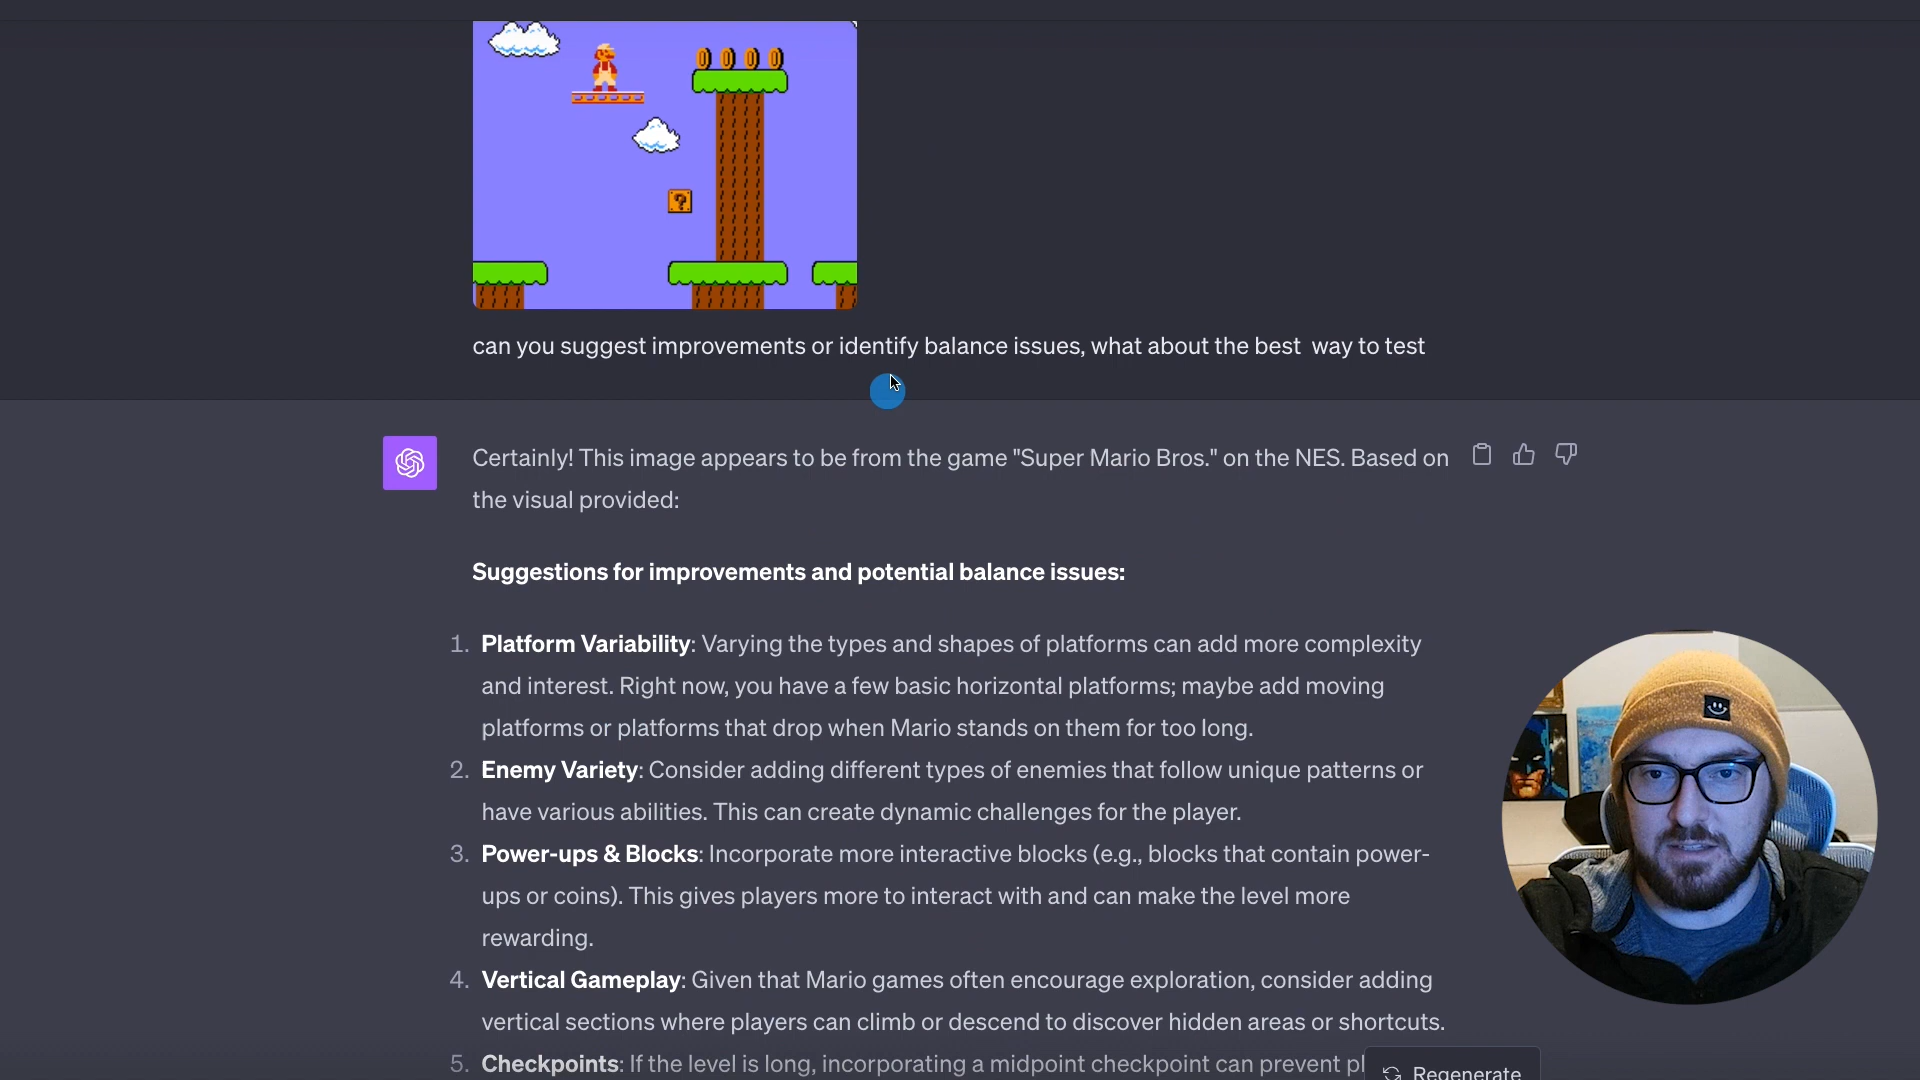 ?
can you suggest improvements or identify balance issues, what about the best  way to test
Certainly! This image appears to be from the game "Super Mario Bros." on the NES. Based on
the visual provided:
Suggestions for improvements and potential balance issues:
1. Platform Variability: Varying the types and shapes of platforms can add more complexity
and interest. Right now, you have a few basic horizontal platforms; maybe add moving
platforms or platforms that drop when Mario stands on them for too long.
2. Enemy Variety: Consider adding different types of enemies that follow unique patterns or
have various abilities. This can create dynamic challenges for the player.
3. Power-ups & Blocks: Incorporate more interactive blocks (e.g., blocks that contain power-
ups or coins). This gives players more to interact with and can make the level more
rewarding.
4. Vertical Gameplay: Given that Mario games often encourage exploration, consider adding
vertical sections where players can climb or descend to discover hidden areas or shortcuts.
5. Checkpoints: If the level is long, incorporating a midpoint checkpoint can prevent
Regenerate